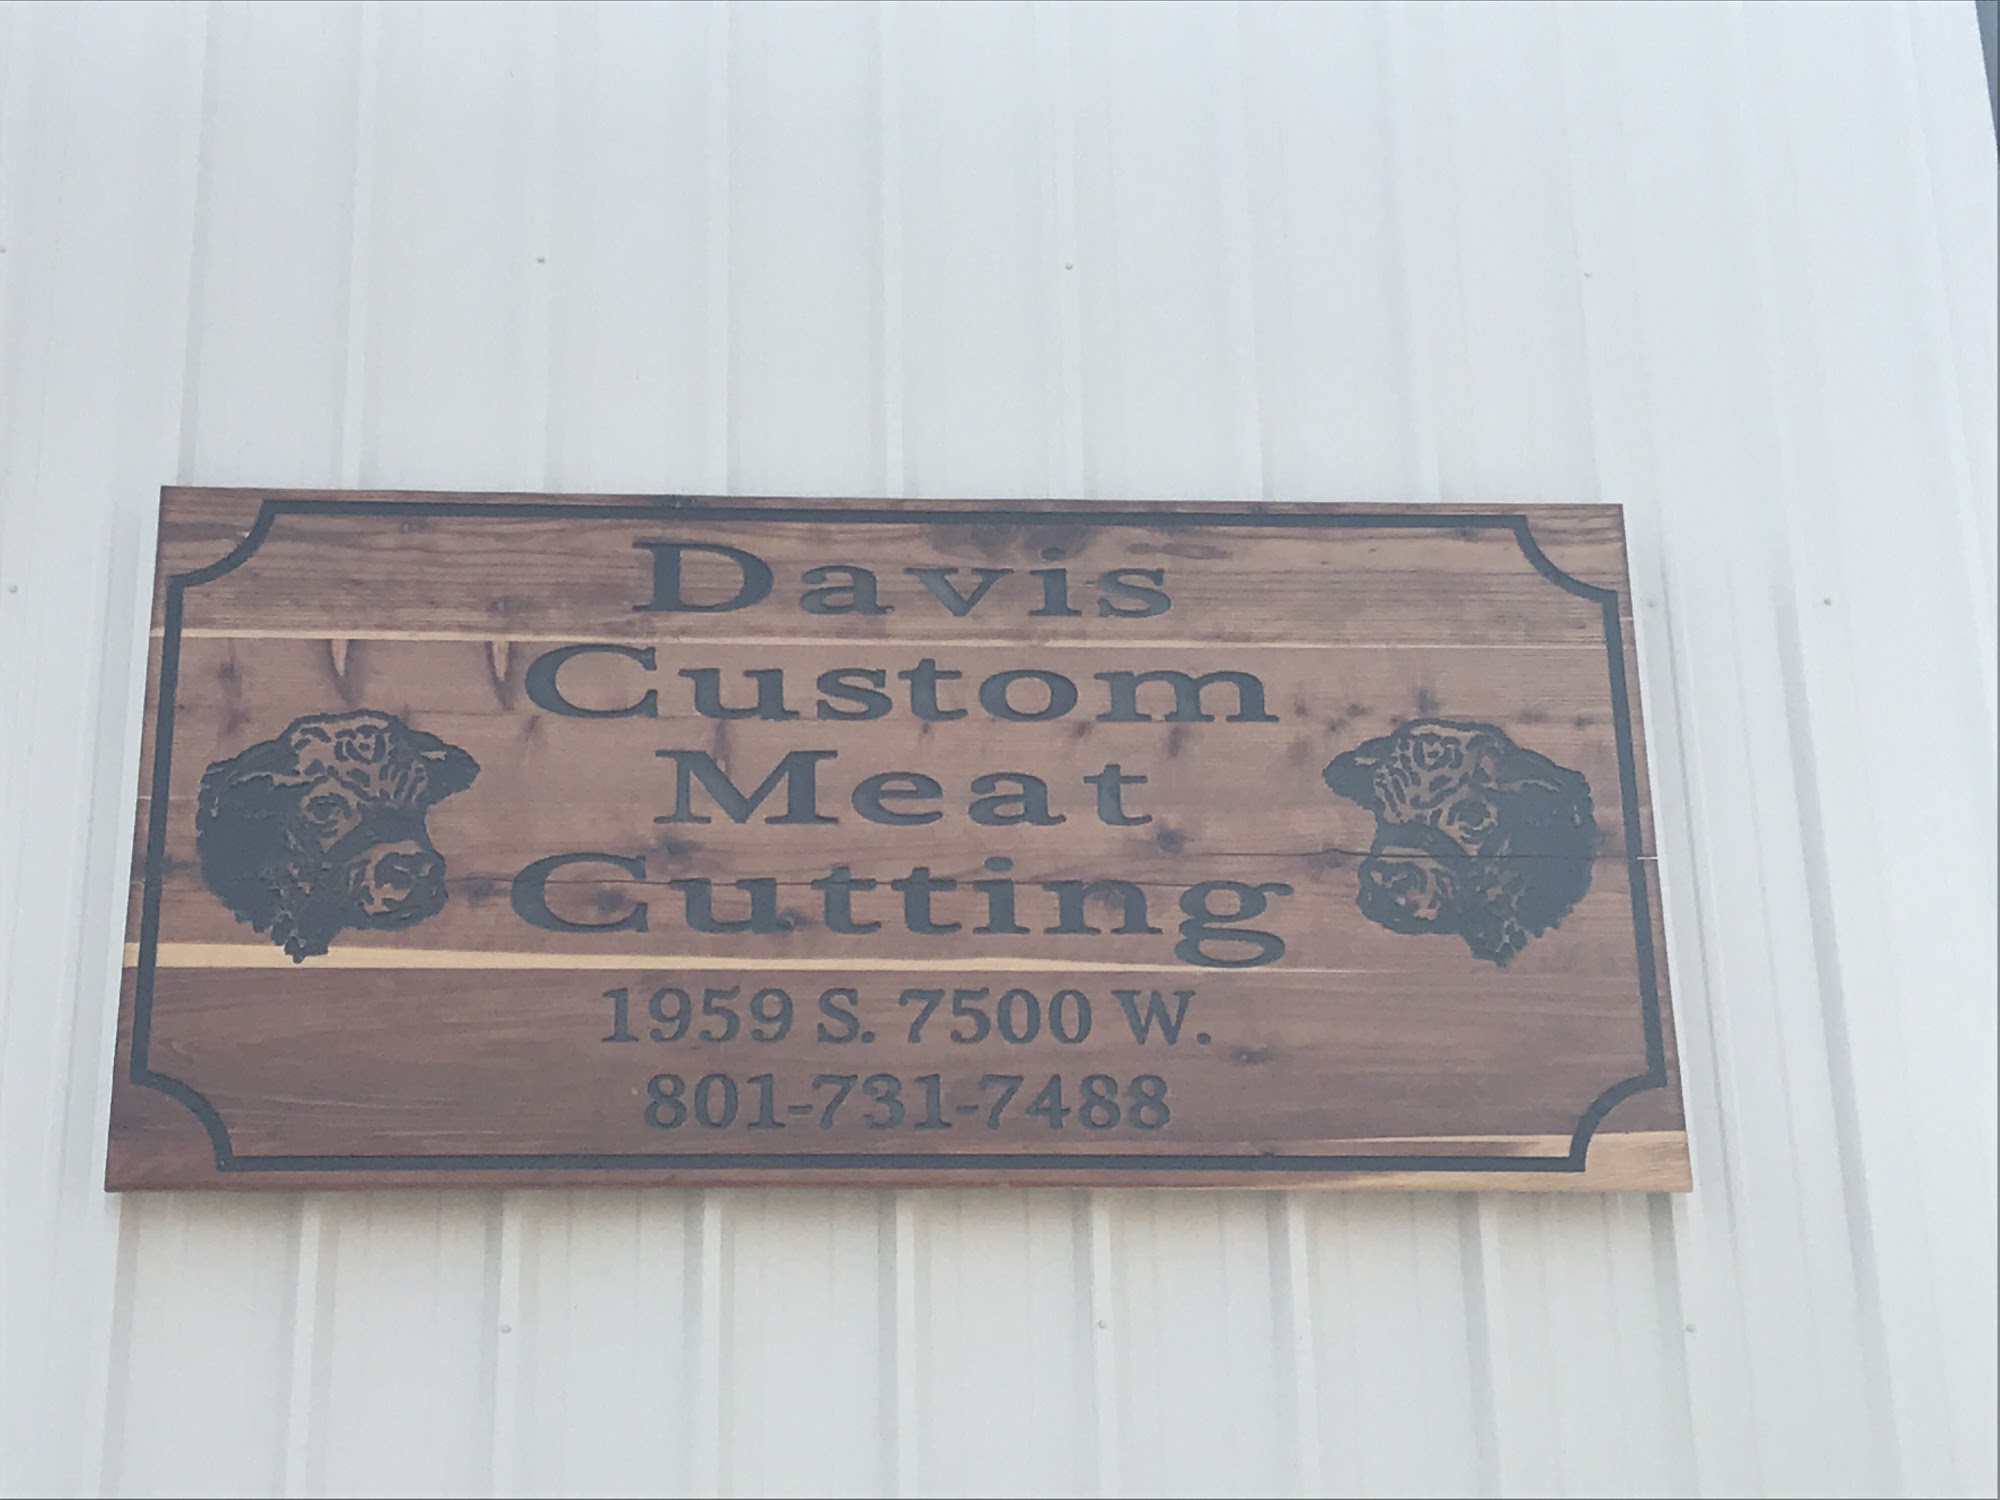 Davis
Custom
Meat
Cutting
1959 S. 7500 W.
801-731-7488